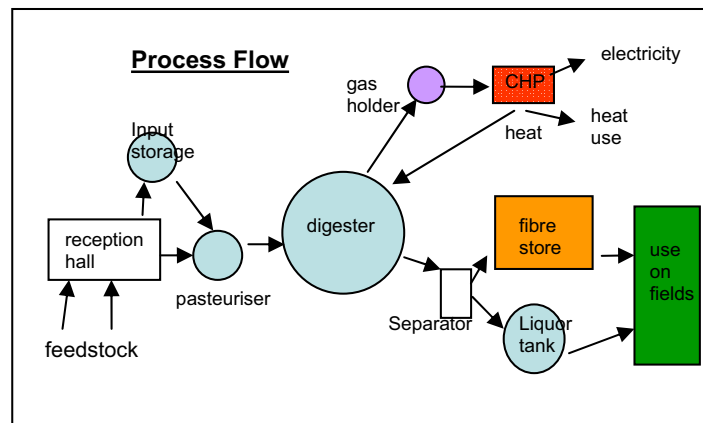 Process Flow
electricity
gas
holder
CHP
heat
heat
use
Input
storage
digester
fibre
store
use
on
fields
reception
hall
pasteuriser
Separator
Liquor
tank
feedstock